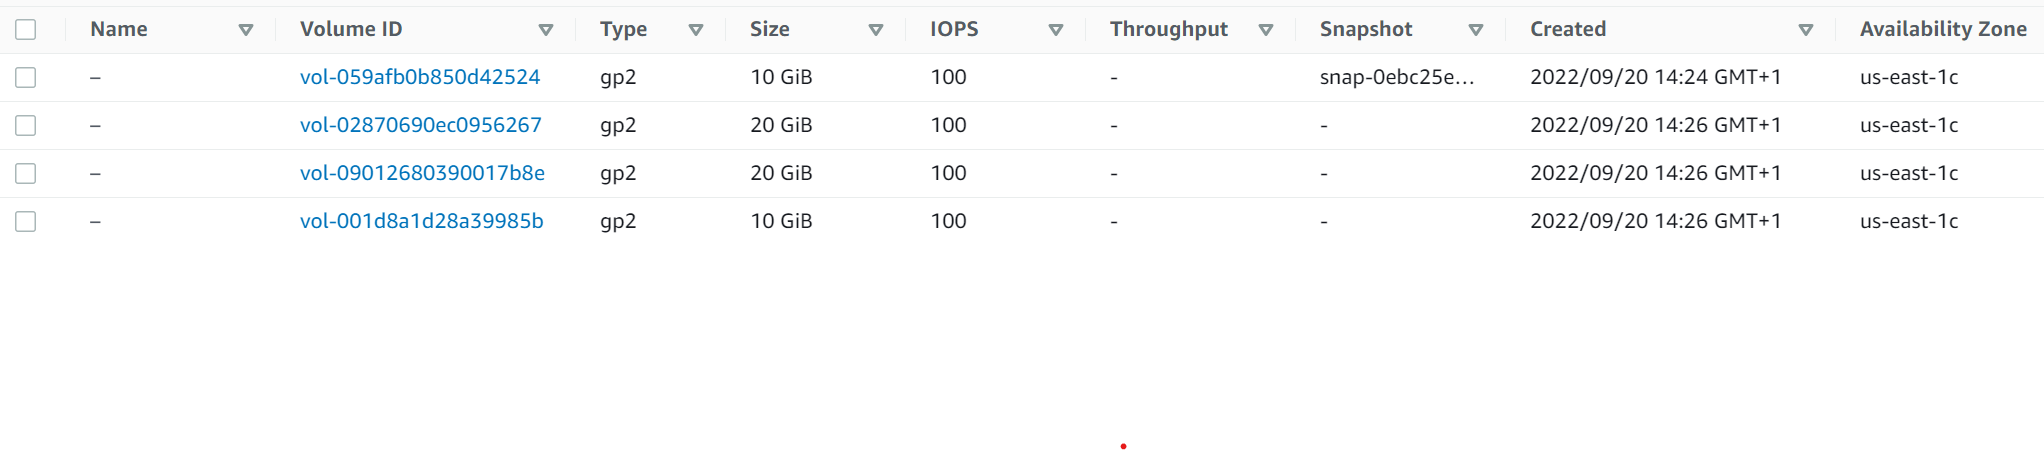 Name Volume ID Type Size IOPS Throughput Snapshot Created Availability Zone
– vol-059afb0b850d42524 gp2 10 GiB 100 - snap-0ebc25e... 2022/09/20 14:24 GMT+1 us-east-1c
– vol-02870690ec0956267 gp2 20 GiB 100 - - 2022/09/20 14:26 GMT+1 us-east-1c
– vol-09012680390017b8e gp2 20 GiB 100 - - 2022/09/20 14:26 GMT+1 us-east-1c
– vol-001d8a1d28a39985b gp2 10 GiB 100 - - 2022/09/20 14:26 GMT+1 us-east-1c